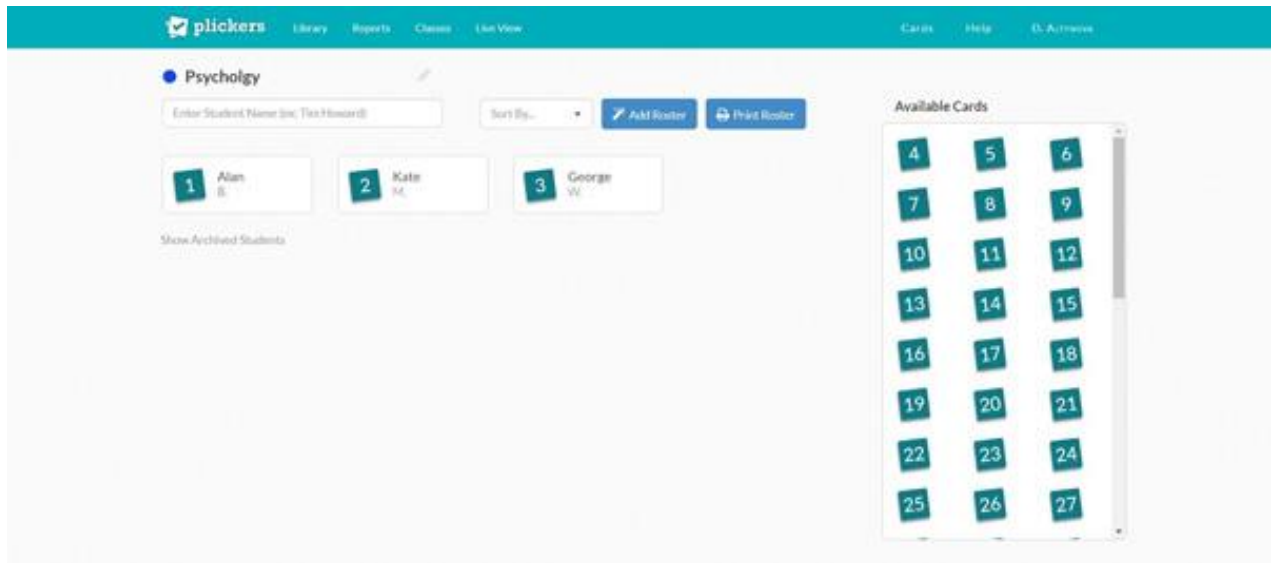 plickers Library Reports Classes Live View Cards Help
Psycholgy
Enter Student Name (ex: Tim Howard)
Sort By...
Add Roster
Print Roster
1 Alan
B.
2 Kate
M.
3 George
W.
Show Archived Students
Available Cards
4 5 6
7 8 9
10 11 12
13 14 15
16 17 18
19 20 21
22 23 24
25 26 27